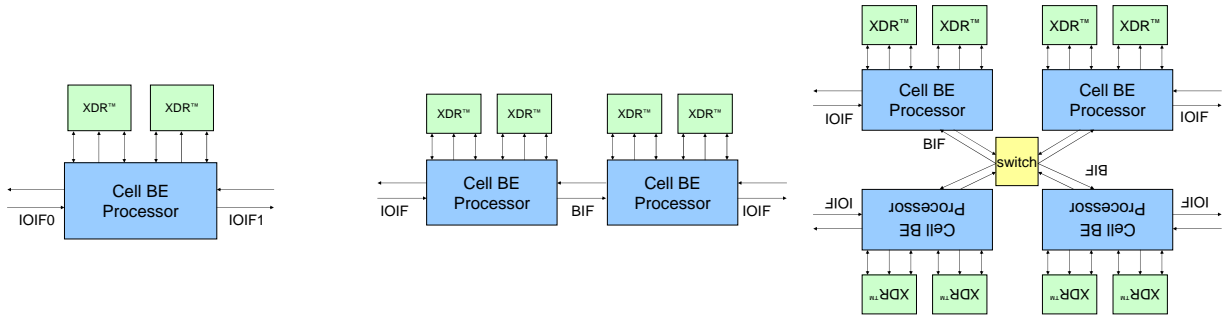 XDR™ XDR™
Cell BE
Processor
IOIF0 IOIF1
XDR™ XDR™ XDR™ XDR™
Cell BE Cell BE
Processor Processor
IOIF BIF IOIF
XDR™ XDR™ XDR™ XDR™
Cell BE Cell BE
Processor Processor
IOIF IOIF
BIF
switch
BIF
IOIF IOIF
Processor Processor
Cell BE Cell BE
XDR™ XDR™ XDR™ XDR™